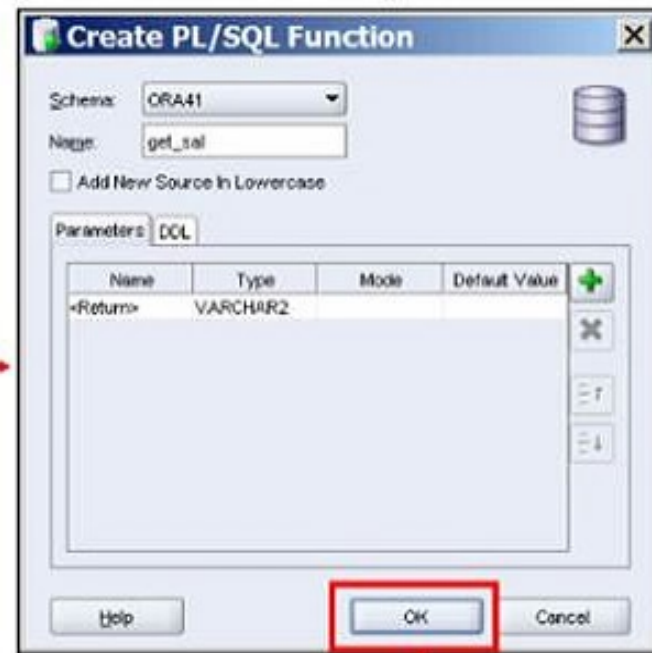 Create PL/SQL Function
Schema: ORA41
Name: get_sal
Add New Source In Lowercase
Parameters DDL
Name Type Mode Default Value
<Return> VARCHAR2
Help OK Cancel